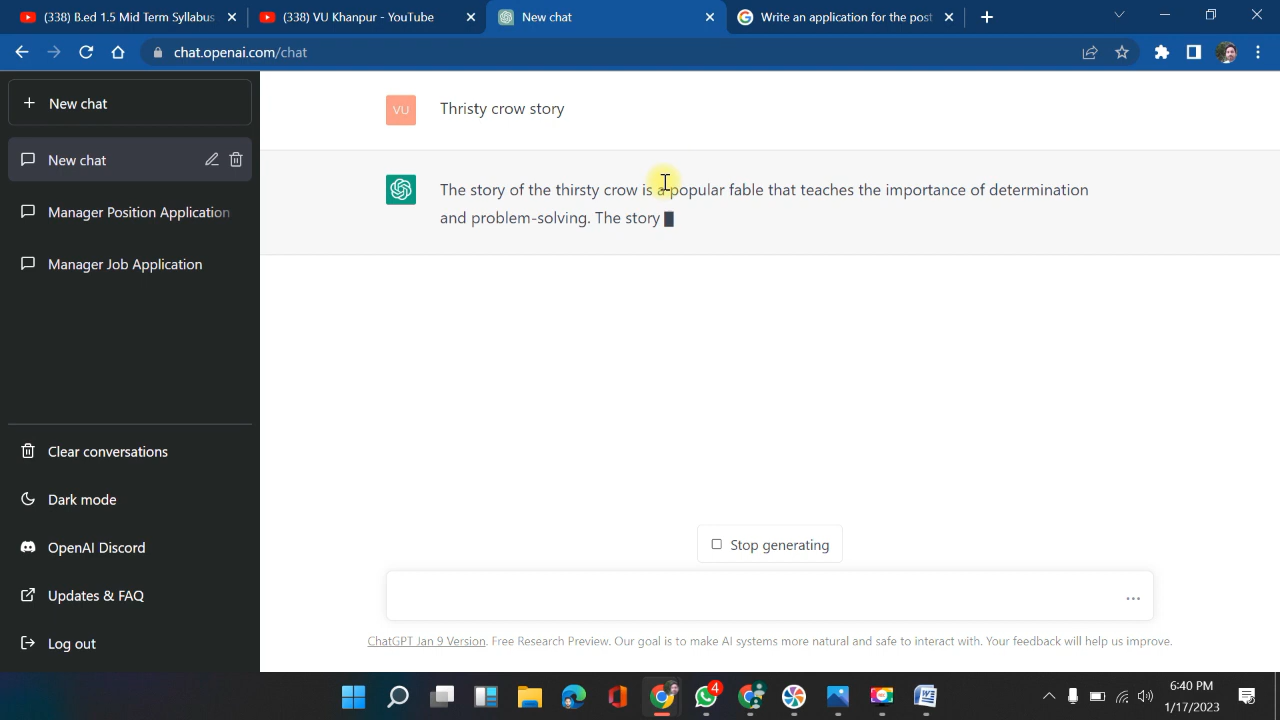 (338) B.ed 1.5 Mid Term Syllabus
(338) VU Khanpur - YouTube
New chat
Write an application for the post
chat.openai.com/chat
New chat
New chat
Manager Position Application
Manager Job Application
Clear conversations
Dark mode
OpenAI Discord
Updates & FAQ
Log out
VU
Thristy crow story
The story of the thirsty crow is a popular fable that teaches the importance of determination
and problem-solving. The story
Stop generating
ChatGPT Jan 9 Version. Free Research Preview. Our goal is to make AI systems more natural and safe to interact with. Your feedback will help us improve.
4
6:40 PM
1/17/2023